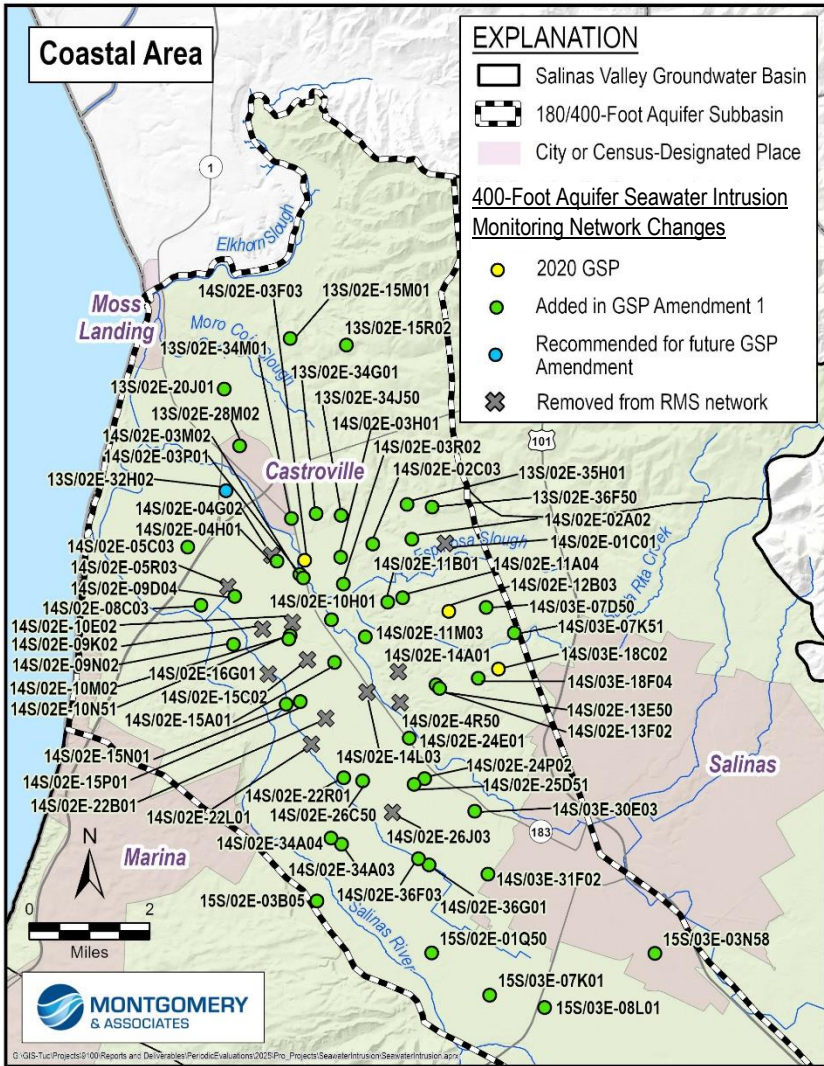 Coastal Area
EXPLANATION
Salinas Valley Groundwater Basin
180/400-Foot Aquifer Subbasin
City or Census-Designated Place
400-Foot Aquifer Seawater Intrusion
Monitoring Network Changes
2020 GSP
Added in GSP Amendment 1
Recommended for future GSP
Amendment
Removed from RMS network
1
101
Elkhorn Slough
14S/02E-03F03
13S/02E-15M01
Moss
Landing
Moro Cojo Slough
13S/02E-15R02
13S/02E-34M01
13S/02E-34G01
13S/02E-20J01
13S/02E-34J50
13S/02E-28M02
14S/02E-03H01
14S/02E-03M02
14S/02E-03R02
14S/02E-03P01
Castroville
14S/02E-02C03
13S/02E-32H02
13S/02E-35H01
13S/02E-36F50
14S/02E-04G02
14S/02E-02A02
14S/02E-04H01
14S/02E-01C01
14S/02E-05C03
Espinosa Slough
14S/02E-05R03
14S/02E-11B01
14S/02E-11A04
Santa Rita Creek
14S/02E-09D04
14S/02E-12B03
14S/02E-08C03
14S/02E-10H01
14S/03E-07D50
14S/02E-10E02
14S/03E-07K51
14S/02E-09K02
14S/02E-11M03
14S/02E-09N02
14S/02E-16G01
14S/02E-14A01
14S/03E-18C02
14S/02E-10M02
14S/02E-15C02
14S/03E-18F04
14S/02E-10N51
14S/02E-15A01
14S/02E-13E50
14S/02E-4R50
14S/02E-13F02
14S/02E-24E01
14S/02E-15N01
14S/02E-14L03
14S/02E-24P02
Salinas
14S/02E-15P01
14S/02E-25D51
14S/02E-22B01
14S/02E-22R01
14S/02E-22L01
14S/02E-26C50
14S/03E-30E03
183
14S/02E-26J03
N
Marina
14S/02E-34A04
14S/02E-34A03
14S/02E-36F03
14S/03E-31F02
14S/02E-36G01
15S/02E-03B05
0 2
Miles
Salinas River
15S/02E-01Q50
15S/03E-03N58
15S/03E-07K01
15S/03E-08L01
MONTGOMERY
& ASSOCIATES